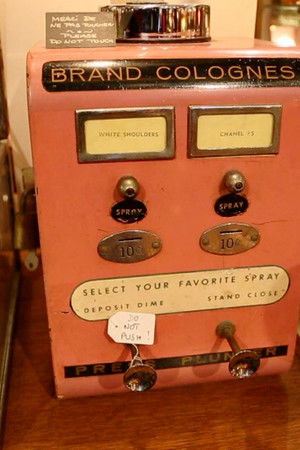 MERCI DE
NE PAS TOUCHER
PLEASE
DO NOT TOUCH
BRAND COLOGNES
WHITE SHOULDERS
CHANEL #5
SPRAY
SPRAY
10¢
10¢
SELECT YOUR FAVORITE SPRAY
DEPOSIT DIME
STAND CLOSE
DO
NOT
PUSH!
PRESS PLUNGER